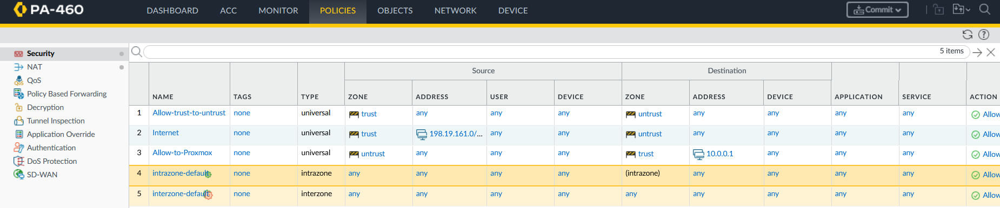 PA-460 DASHBOARD ACC MONITOR POLICIES OBJECTS NETWORK DEVICE Commit
Security
NAT
QoS
Policy Based Forwarding
Decryption
Tunnel Inspection
Application Override
Authentication
DoS Protection
SD-WAN
5 items
Source Destination
NAME TAGS TYPE ZONE ADDRESS USER DEVICE ZONE ADDRESS DEVICE APPLICATION SERVICE ACTION
1 Allow-trust-to-untrust none universal trust any any any untrust any any any any Allow
2 Internet none universal trust 198.19.161.0/... any any untrust any any any any Allow
3 Allow-to-Proxmox none universal untrust any any any trust 10.0.0.1 any any any Allow
4 intrazone-default none intrazone any any any any (intrazone) any any any any Allow
5 interzone-default none interzone any any any any any any any any any Allow